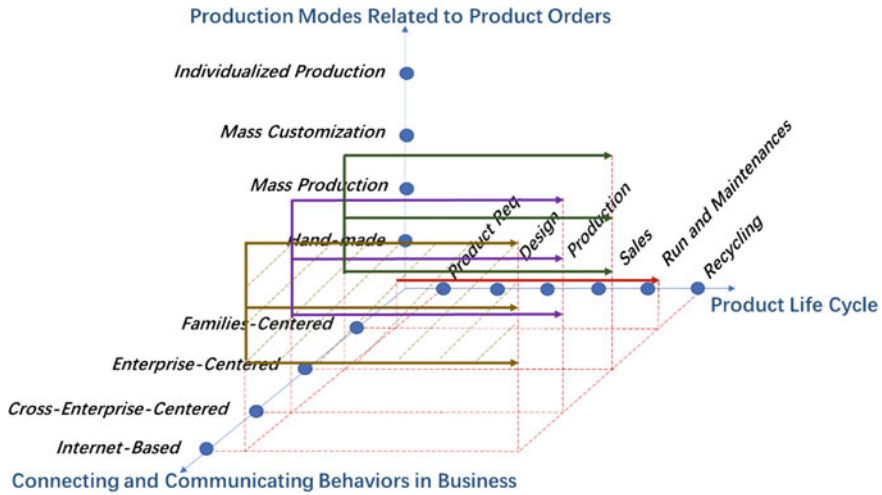 Production Modes Related to Product Orders
Individualized Production
Mass Customization
Mass Production
Hand-made
Product Req.
Design
Production
Sales
Run and Maintenances
Recycling
Product Life Cycle
Families-Centered
Enterprise-Centered
Cross-Enterprise-Centered
Internet-Based
Connecting and Communicating Behaviors in Business